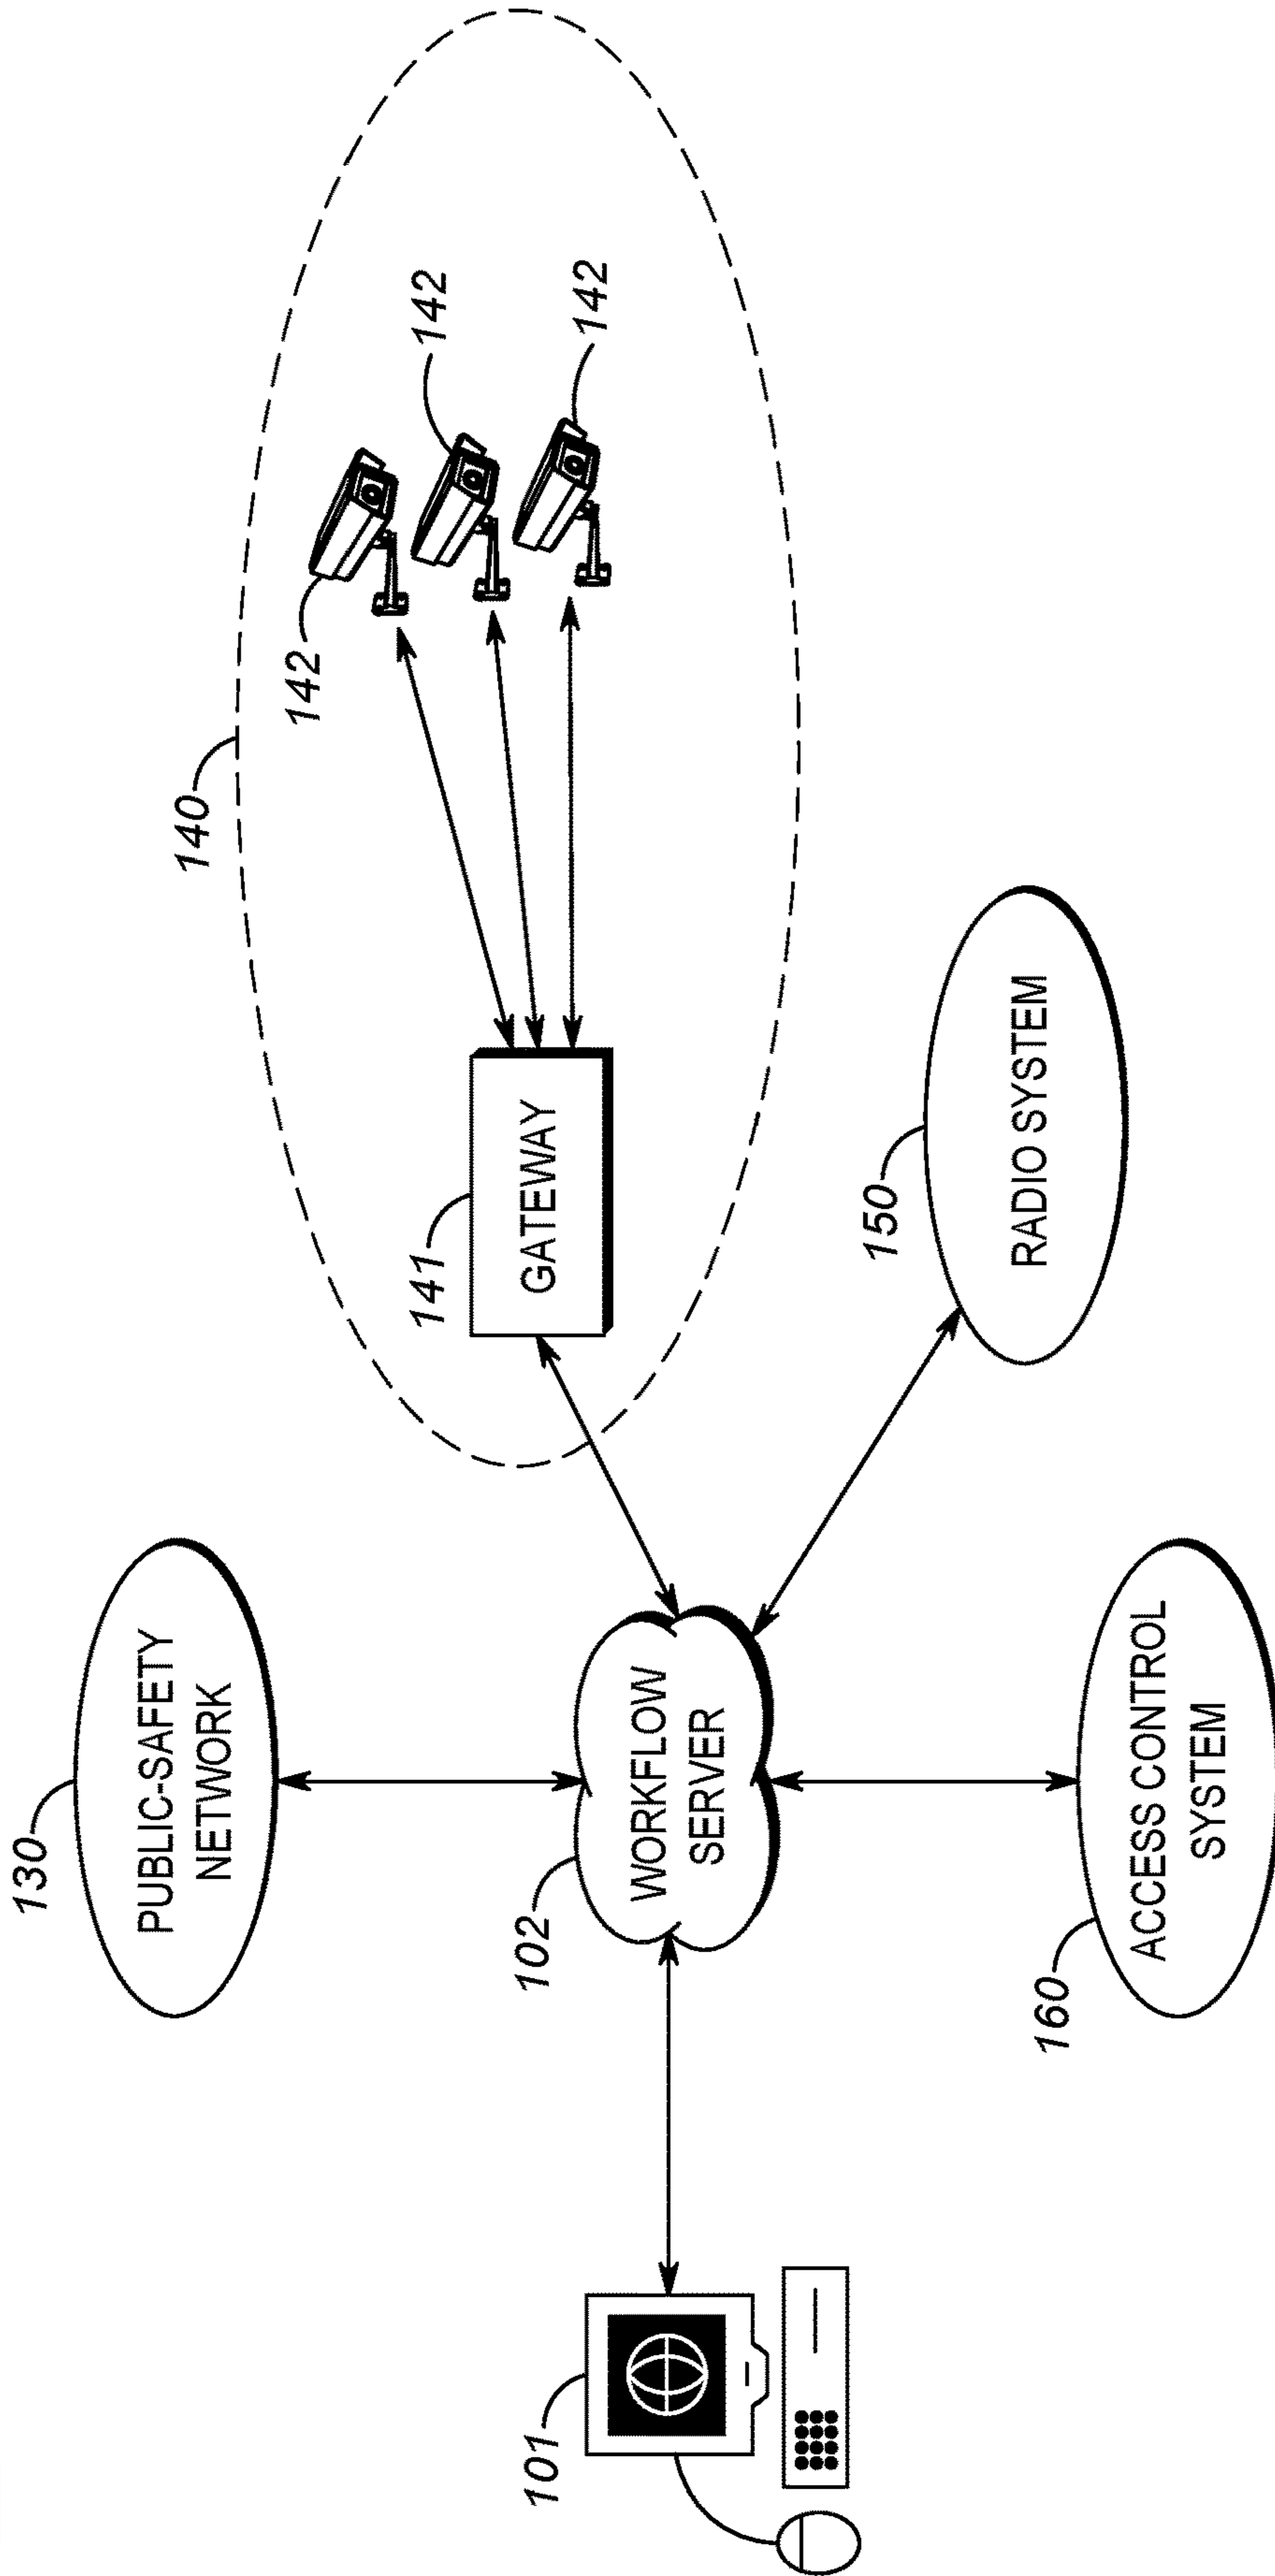 130
PUBLIC-SAFETY
NETWORK
140
142
142
142
141
GATEWAY
101
102
WORKFLOW
SERVER
150
RADIO SYSTEM
160
ACCESS CONTROL
SYSTEM